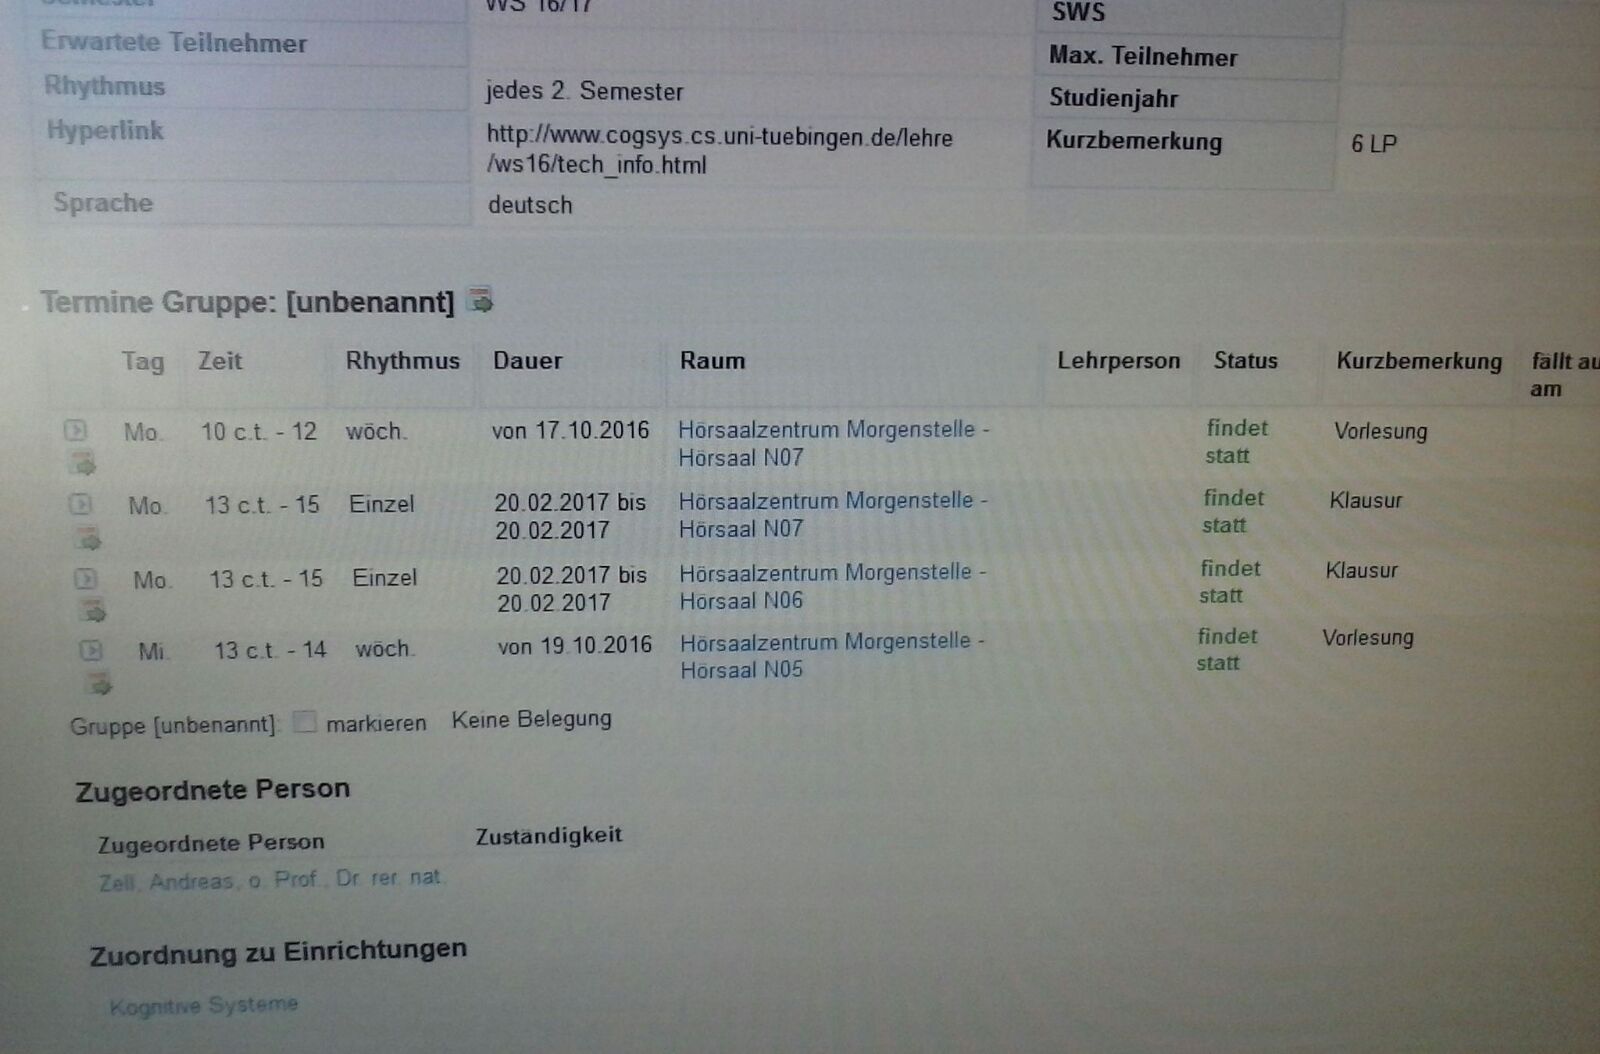 Semester WS 16/17 SWS
Erwartete Teilnehmer Max. Teilnehmer
Rhythmus jedes 2. Semester Studienjahr
Hyperlink http://www.cogsys.cs.uni-tuebingen.de/lehre Kurzbemerkung 6 LP
/ws16/tech_info.html
Sprache deutsch
Termine Gruppe: [unbenannt]
Tag Zeit Rhythmus Dauer Raum Lehrperson Status Kurzbemerkung fällt au
am
Mo. 10 c.t. - 12 wöch. von 17.10.2016 Hörsaalzentrum Morgenstelle - findet Vorlesung
Hörsaal N07 statt
Mo. 13 c.t. - 15 Einzel 20.02.2017 bis Hörsaalzentrum Morgenstelle - findet Klausur
20.02.2017 Hörsaal N07 statt
Mo. 13 c.t. - 15 Einzel 20.02.2017 bis Hörsaalzentrum Morgenstelle - findet Klausur
20.02.2017 Hörsaal N06 statt
Mi. 13 c.t. - 14 wöch. von 19.10.2016 Hörsaalzentrum Morgenstelle - findet Vorlesung
Hörsaal N05 statt
Gruppe [unbenannt]: markieren Keine Belegung
Zugeordnete Person
Zugeordnete Person Zuständigkeit
Zell, Andreas, o. Prof., Dr. rer. nat.
Zuordnung zu Einrichtungen
Kognitive Systeme